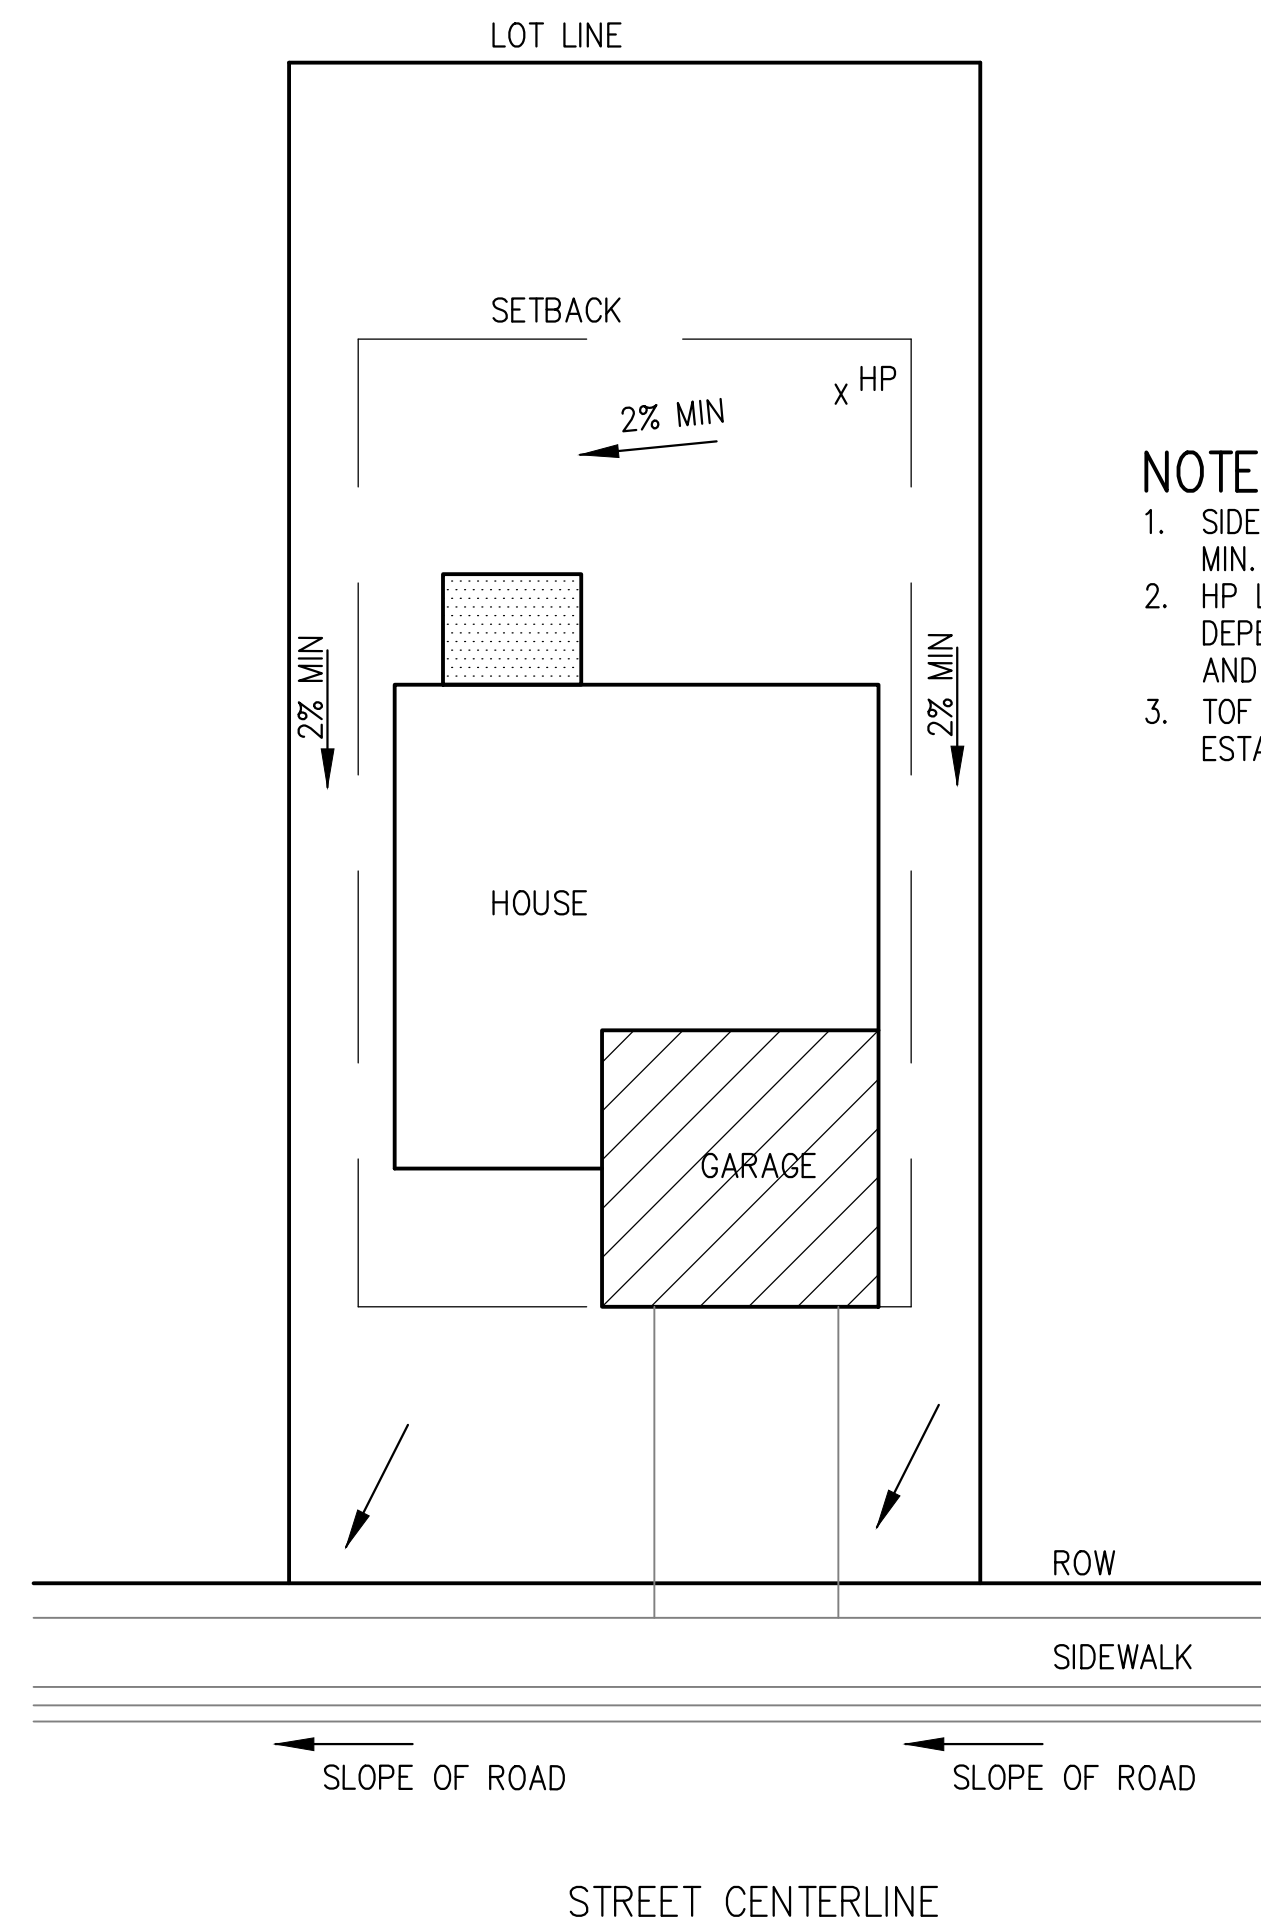 LOT LINE
SETBACK
HP
2% MIN
NOTE
1. SIDE
MIN.
2. HP
AND
3. TOF
2% MIN
2% MIN
HOUSE
GARAGE
ROW
SIDEWALK
SLOPE OF ROAD
SLOPE OF ROAD
STREET CENTERLINE